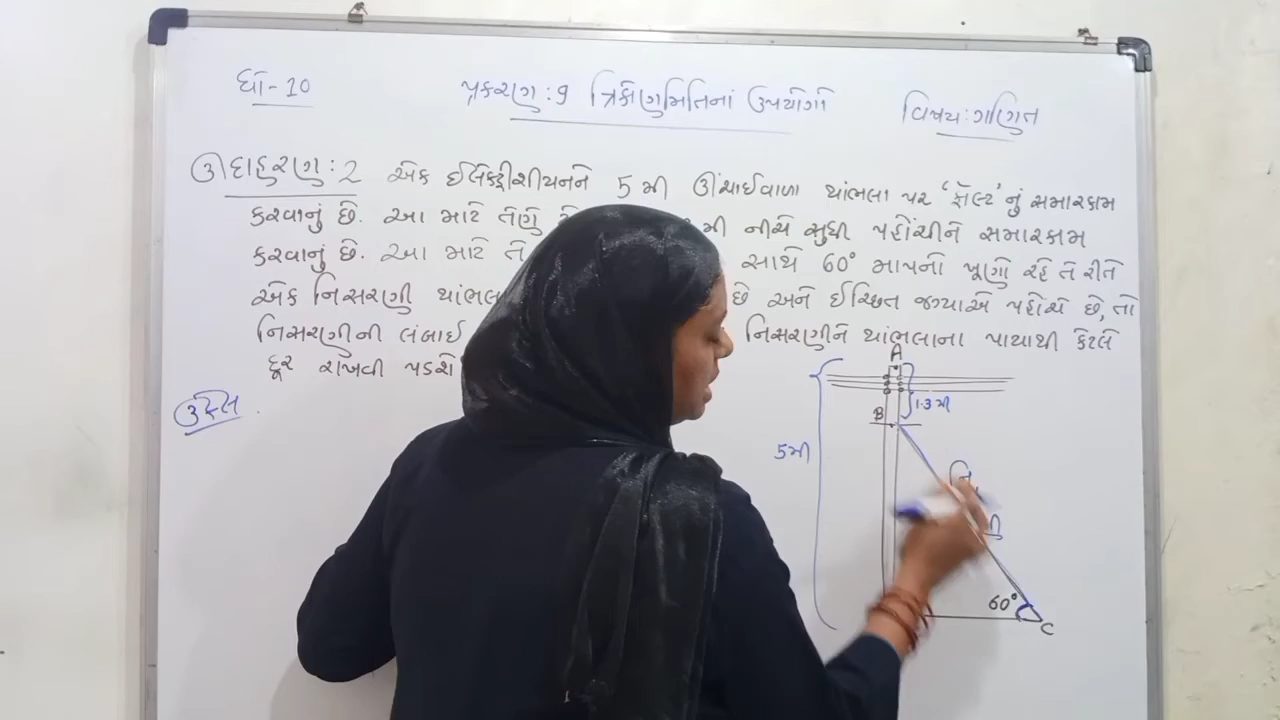 ધો-10
પ્રકરણ:9 ત્રિકોણમિતિનાં ઉપયોગો
વિષય:ગણિત
ઉદાહરણ:2 એક ઈલેક્ટ્રીશીયનને 5 મી ઊંચાઈવાળા થાંભલા પર 'ફોલ્ટ'નું સમારકામ
કરવાનું છે. આ માટે તેણે મી નીચે સુધી પહોંચીને સમારકામ
કરવાનું છે. આ માટે તે સાથે 60° માપનો ખૂણો રહે તે રીતે
એક નિસરણી છે અને ઈચ્છિત જગ્યાએ પહોંચે છે, તો
નિસરણીની લંબાઈ નિસરણીને થાંભલાના પાયાથી કેટલે
દૂર રાખવી પડશે
ઉકેલ
A
1.3 મી
B
5મી
60°
C